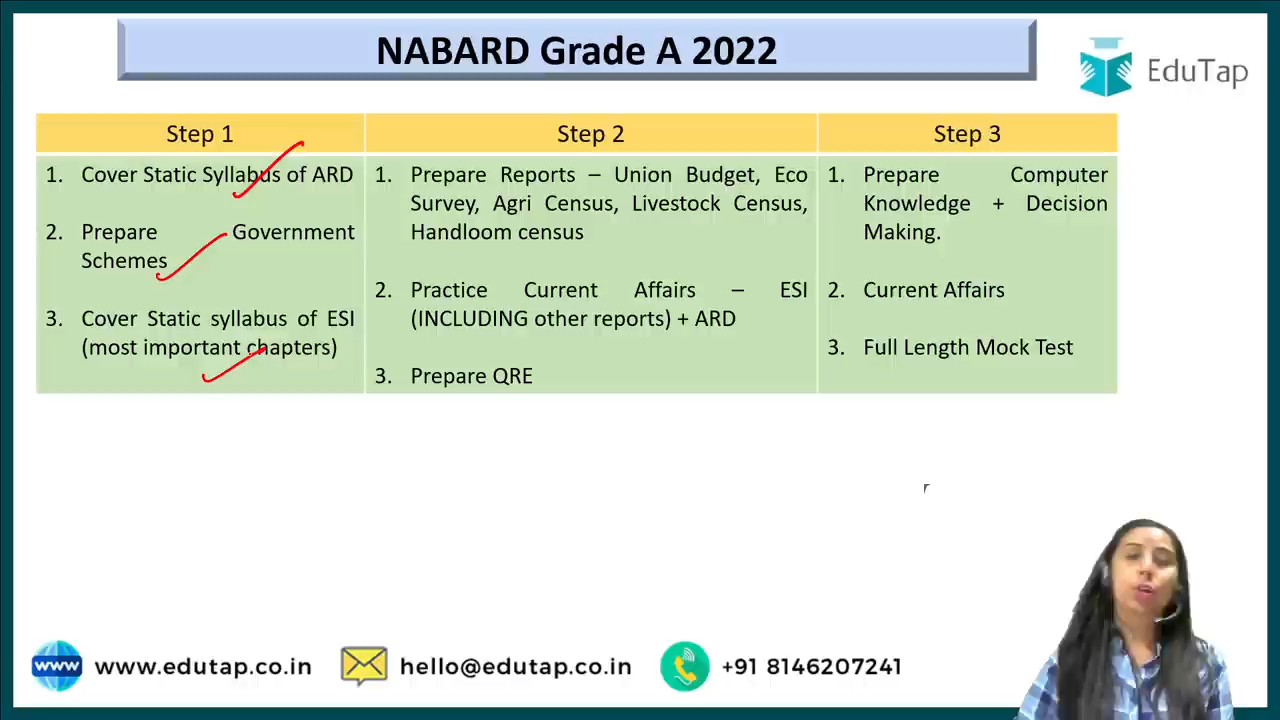 NABARD Grade A 2022
EduTap
Step 1
1. Cover Static Syllabus of ARD
2. Prepare Government
Schemes
3. Cover Static syllabus of ESI
(most important chapters)
Step 2
1. Prepare Reports – Union Budget, Eco
Survey, Agri Census, Livestock Census,
Handloom census
2. Practice Current Affairs – ESI
(INCLUDING other reports) + ARD
3. Prepare QRE
Step 3
1. Prepare Computer
Knowledge + Decision
Making.
2. Current Affairs
3. Full Length Mock Test
www www.edutap.co.in
hello@edutap.co.in
+91 8146207241